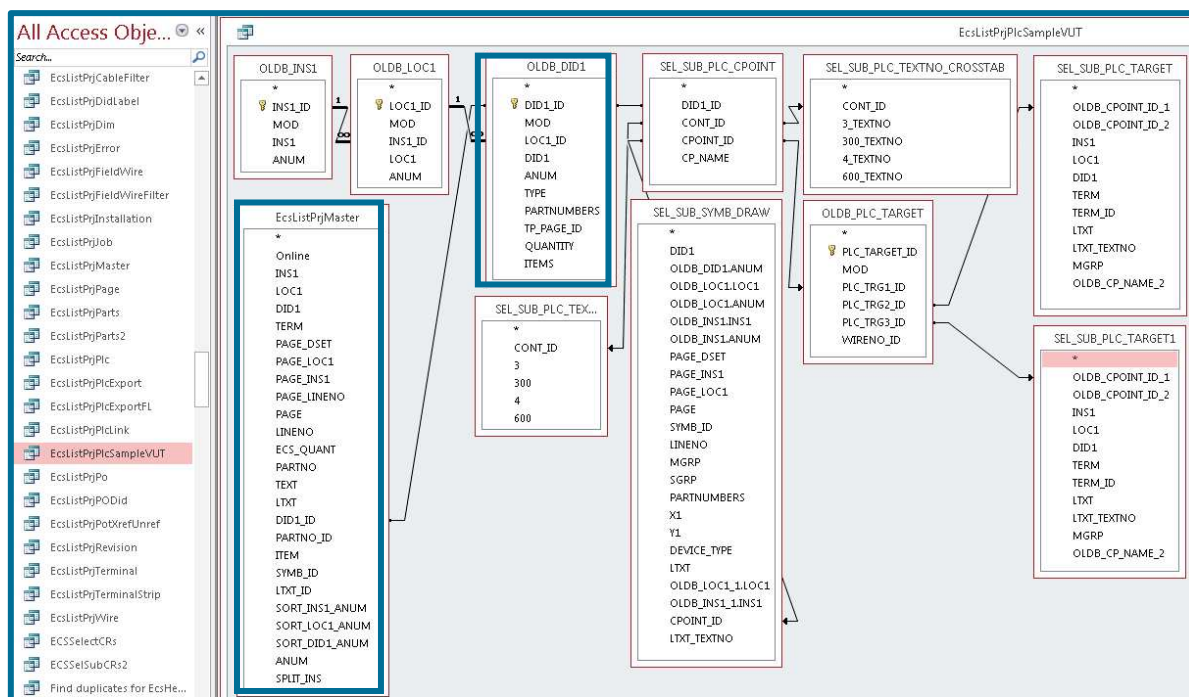 All Access Obje...
Search...
EcsListPrjCableFilter
EcsListPrjDidLabel
EcsListPrjDim
EcsListPrjError
EcsListPrjFieldWire
EcsListPrjFieldWireFilter
EcsListPrjInstallation
EcsListPrjJob
EcsListPrjMaster
EcsListPrjPage
EcsListPrjParts
EcsListPrjParts2
EcsListPrjPlc
EcsListPrjPlcExport
EcsListPrjPlcExportFL
EcsListPrjPlcLink
EcsListPrjPlcSampleVUT
EcsListPrjPo
EcsListPrjPODid
EcsListPrjPotXrefUnref
EcsListPrjRevision
EcsListPrjTerminal
EcsListPrjTerminalStrip
EcsListPrjWire
ECSSelectCRs
ECSSelSubCRs2
Find duplicates for EcsHe...
EcsListPrjPlcSampleVUT
OLDB_INS1
*
INS1_ID
MOD
INS1
ANUM
1
∞
OLDB_LOC1
*
LOC1_ID
MOD
INS1_ID
LOC1
ANUM
1
∞
OLDB_DID1
*
DID1_ID
MOD
LOC1_ID
DID1
ANUM
TYPE
PARTNUMBERS
TP_PAGE_ID
QUANTITY
ITEMS
SEL_SUB_PLC_CPOINT
*
DID1_ID
CONT_ID
CPOINT_ID
CP_NAME
SEL_SUB_PLC_TEXTNO_CROSSTAB
*
CONT_ID
3_TEXTNO
300_TEXTNO
4_TEXTNO
600_TEXTNO
SEL_SUB_PLC_TARGET
*
OLDB_CPOINT_ID_1
OLDB_CPOINT_ID_2
INS1
LOC1
DID1
TERM
TERM_ID
LTXT
LTXT_TEXTNO
MGRP
OLDB_CP_NAME_2
EcsListPrjMaster
*
Online
INS1
LOC1
DID1
TERM
PAGE_DSET
PAGE_LOC1
PAGE_INS1
PAGE_LINENO
PAGE
LINENO
ECS_QUANT
PARTNO
TEXT
LTXT
DID1_ID
PARTNO_ID
ITEM
SYMB_ID
LTXT_ID
SORT_INS1_ANUM
SORT_LOC1_ANUM
SORT_DID1_ANUM
ANUM
SPLIT_INS
SEL_SUB_PLC_TEX...
*
CONT_ID
3
300
4
600
SEL_SUB_SYMB_DRAW
*
DID1
OLDB_DID1.ANUM
OLDB_LOC1.LOC1
OLDB_LOC1.ANUM
OLDB_INS1.INS1
OLDB_INS1.ANUM
PAGE_DSET
PAGE_INS1
PAGE_LOC1
PAGE
SYMB_ID
LINENO
MGRP
SGRP
PARTNUMBERS
X1
Y1
DEVICE_TYPE
LTXT
OLDB_LOC1_1.LOC1
OLDB_INS1_1.INS1
CPOINT_ID
LTXT_TEXTNO
OLDB_PLC_TARGET
*
PLC_TARGET_ID
MOD
PLC_TRG1_ID
PLC_TRG2_ID
PLC_TRG3_ID
WIRENO_ID
SEL_SUB_PLC_TARGET1
*
OLDB_CPOINT_ID_1
OLDB_CPOINT_ID_2
INS1
LOC1
DID1
TERM
TERM_ID
LTXT
LTXT_TEXTNO
MGRP
OLDB_CP_NAME_2